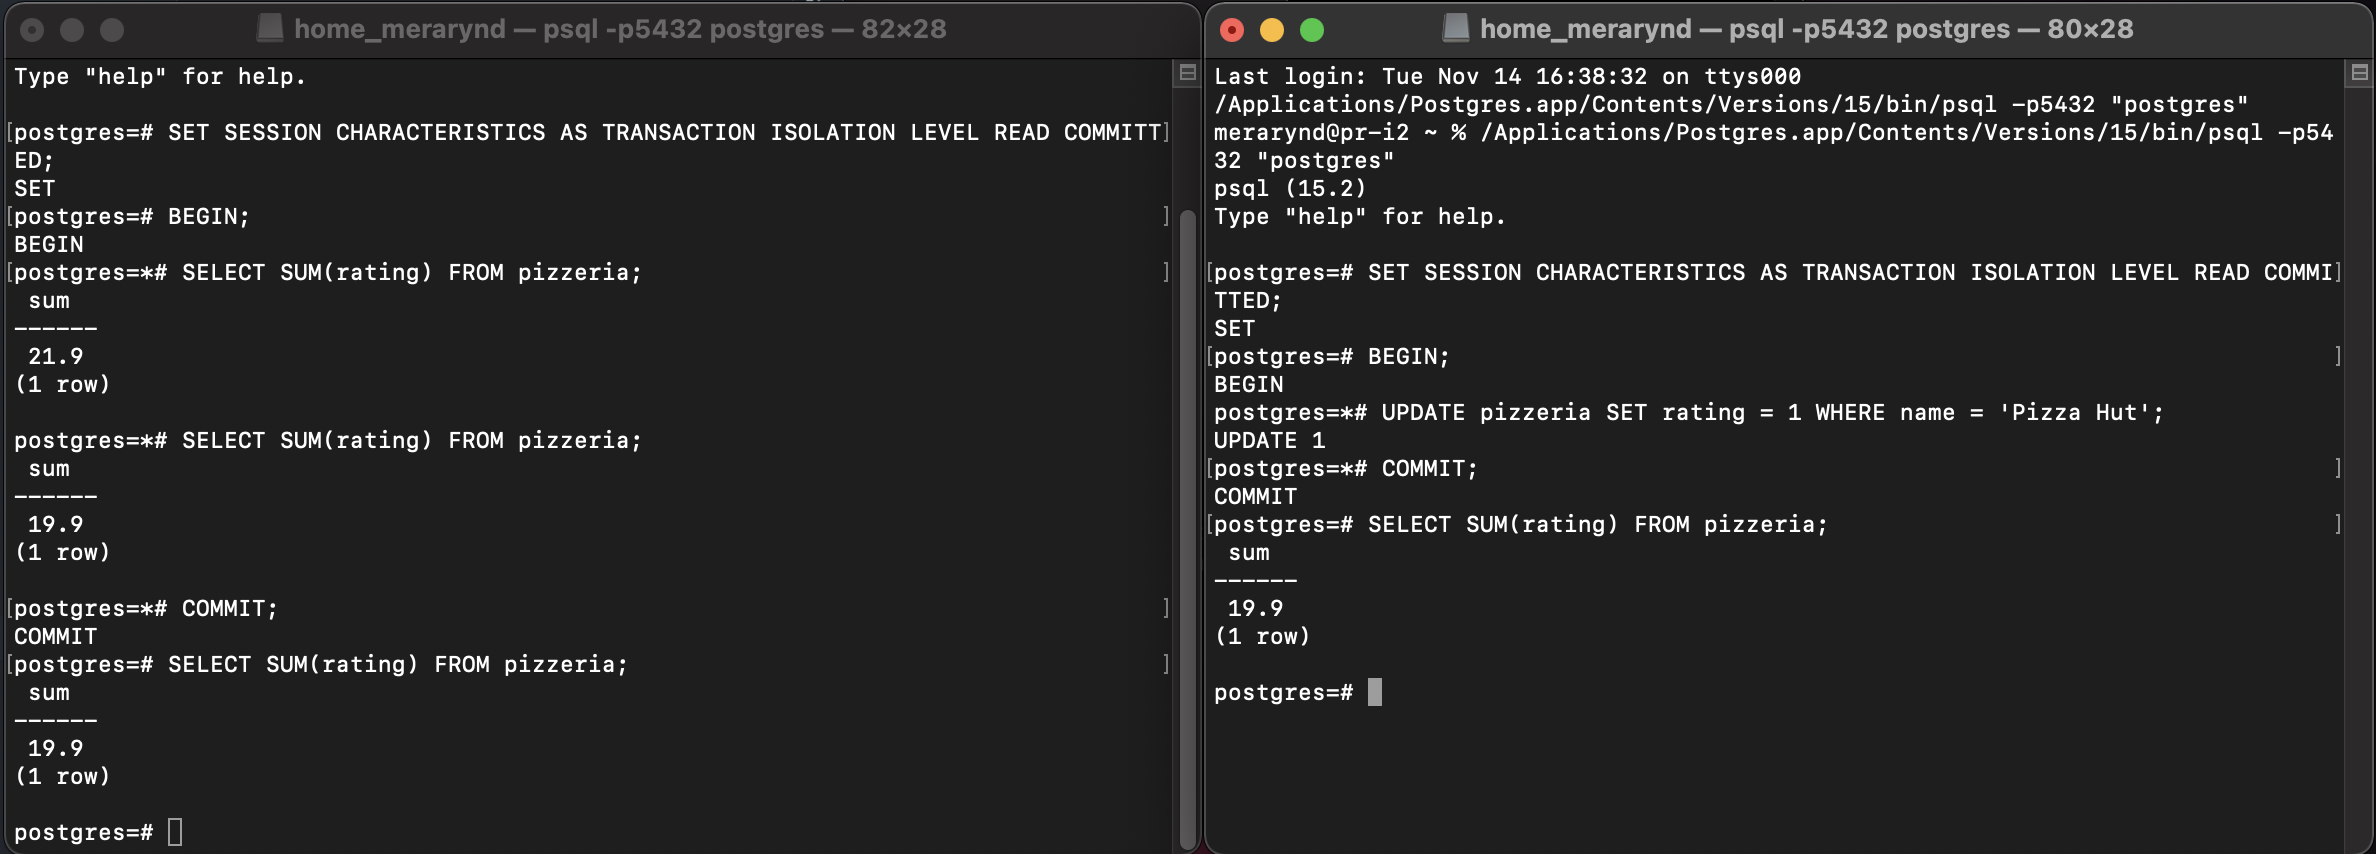 home_merarynd — psql -p5432 postgres — 82×28
Type "help" for help.
[postgres=# SET SESSION CHARACTERISTICS AS TRANSACTION ISOLATION LEVEL READ COMMITT]
ED;
SET
[postgres=# BEGIN; ]
BEGIN
[postgres=*# SELECT SUM(rating) FROM pizzeria; ]
sum
------
21.9
(1 row)
postgres=*# SELECT SUM(rating) FROM pizzeria;
sum
------
19.9
(1 row)
[postgres=*# COMMIT; ]
COMMIT
[postgres=# SELECT SUM(rating) FROM pizzeria; ]
sum
------
19.9
(1 row)
postgres=#
home_merarynd — psql -p5432 postgres — 80×28
Last login: Tue Nov 14 16:38:32 on ttys000
/Applications/Postgres.app/Contents/Versions/15/bin/psql -p5432 "postgres"
merarynd@pr-i2 ~ % /Applications/Postgres.app/Contents/Versions/15/bin/psql -p54
32 "postgres"
psql (15.2)
Type "help" for help.
[postgres=# SET SESSION CHARACTERISTICS AS TRANSACTION ISOLATION LEVEL READ COMMI]
TTED;
SET
[postgres=# BEGIN; ]
BEGIN
postgres=*# UPDATE pizzeria SET rating = 1 WHERE name = 'Pizza Hut';
UPDATE 1
[postgres=*# COMMIT; ]
COMMIT
[postgres=# SELECT SUM(rating) FROM pizzeria; ]
sum
------
19.9
(1 row)
postgres=#